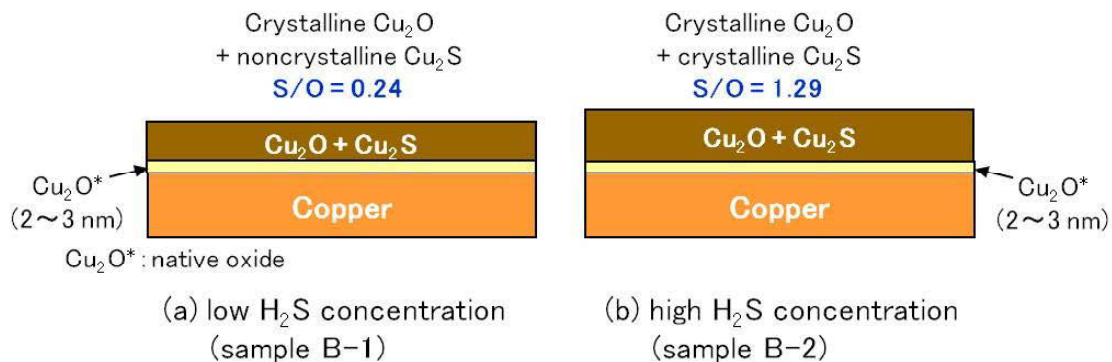 Crystalline Cu₂O
+ noncrystalline Cu₂S
S/O = 0.24
Cu₂O + Cu₂S
Cu₂O*
(2～3 nm)
Copper
Cu₂O* : native oxide
(a) low H₂S concentration
(sample B-1)
Crystalline Cu₂O
+ crystalline Cu₂S
S/O = 1.29
Cu₂O + Cu₂S
Cu₂O*
(2～3 nm)
Copper
(b) high H₂S concentration
(sample B-2)